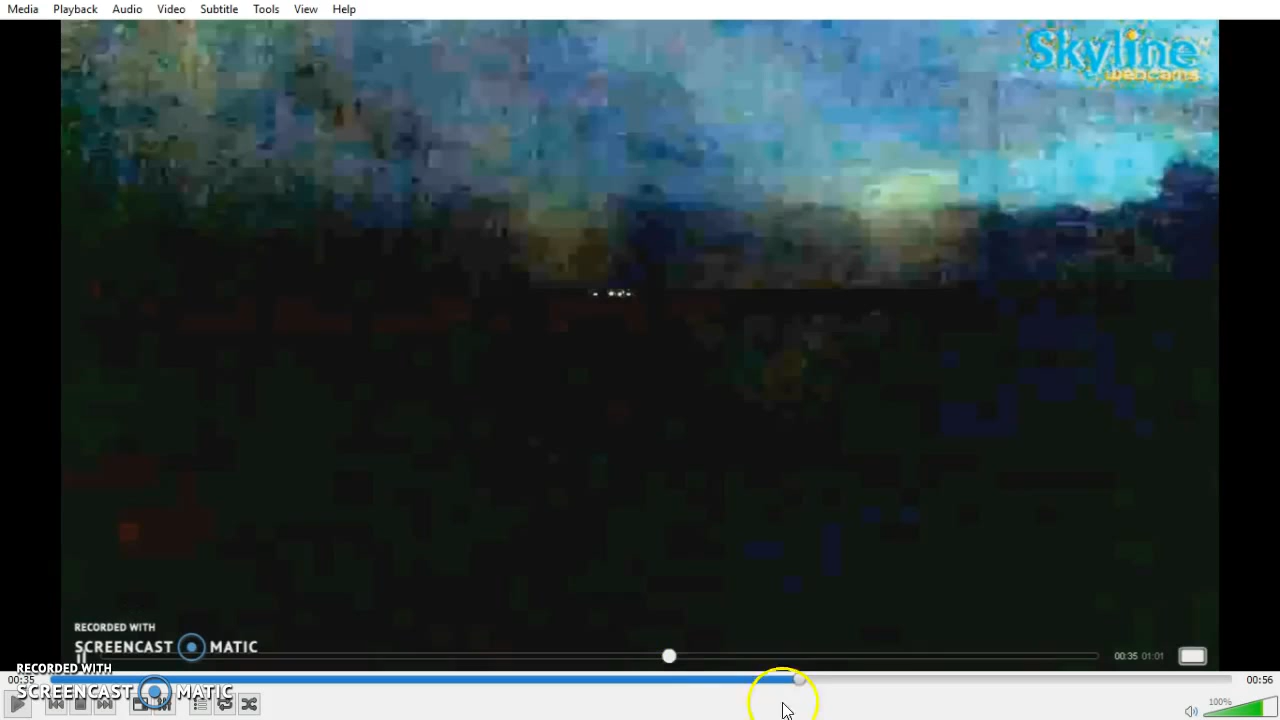 Media Playback Audio Video Subtitle Tools View Help
Skyline
webcams
RECORDED WITH
SCREENCAST MATIC
00:35 01:01
RECORDED WITH
00:35 00:56
SCREENCAST MATIC
100%